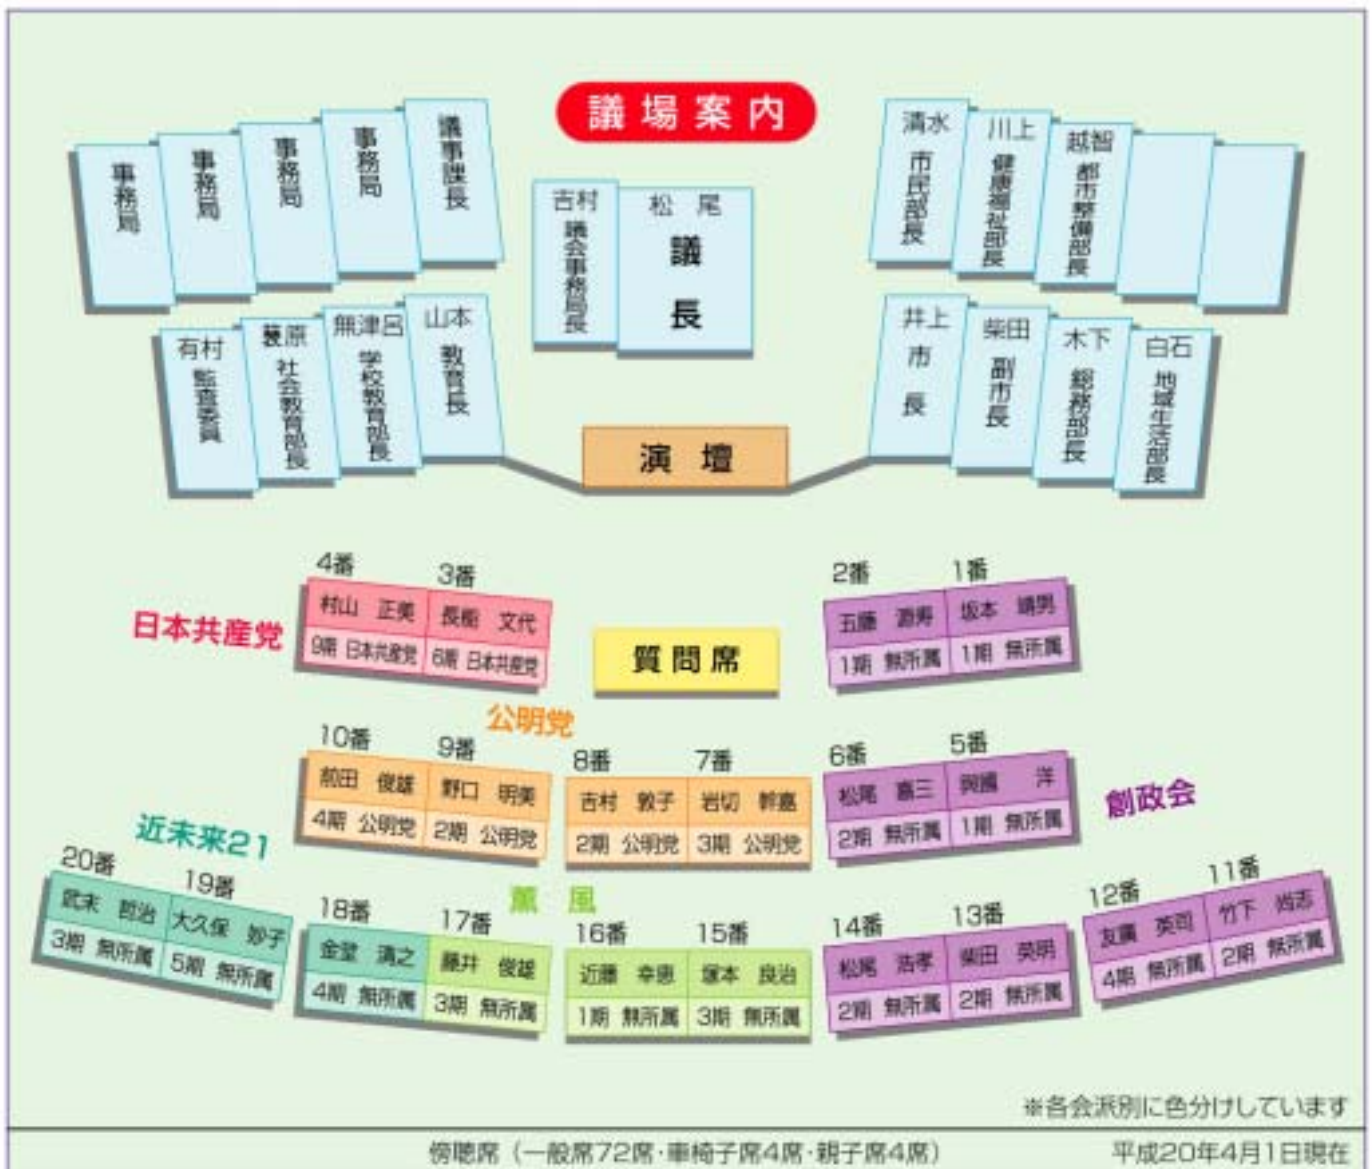 議場案内
事務局
事務局
事務局
事務局
議事課長
吉村 議会事務局長
松尾 議長
清水 市民部長
川上 健康福祉部長
越智 都市整備部長
有村 監査委員
社会教育部長
無津呂 学校教育部長
山本 教育長
井上 市長
柴田 副市長
木下 総務部長
白石 地域生活部長
演壇
日本共産党
4番 村山 正美 9期 日本共産党
3番 文代 6期 日本共産党
質問席
2番 五藤 源寿 1期 無所属
1番 坂本 靖男 1期 無所属
公明党
10番 前田 俊雄 4期 公明党
9番 野口 明美 2期 公明党
8番 吉村 敦子 2期 公明党
7番 岩切 幹嘉 3期 公明党
6番 松尾 嘉三 2期 無所属
5番 與國 洋 1期 無所属
創政会
近未来21
20番 武末 哲治 3期 無所属
19番 大久保 妙子 5期 無所属
18番 金堂 清之 4期 無所属
薫風
17番 藤井 俊雄 3期 無所属
16番 近藤 幸恵 1期 無所属
15番 塚本 良治 3期 無所属
14番 松尾 浩孝 2期 無所属
13番 柴田 英明 2期 無所属
12番 友廣 英司 4期 無所属
11番 竹下 尚志 2期 無所属
※各会派別に色分けしています
傍聴席（一般席72席・車椅子席4席・親子席4席）
平成20年4月1日現在